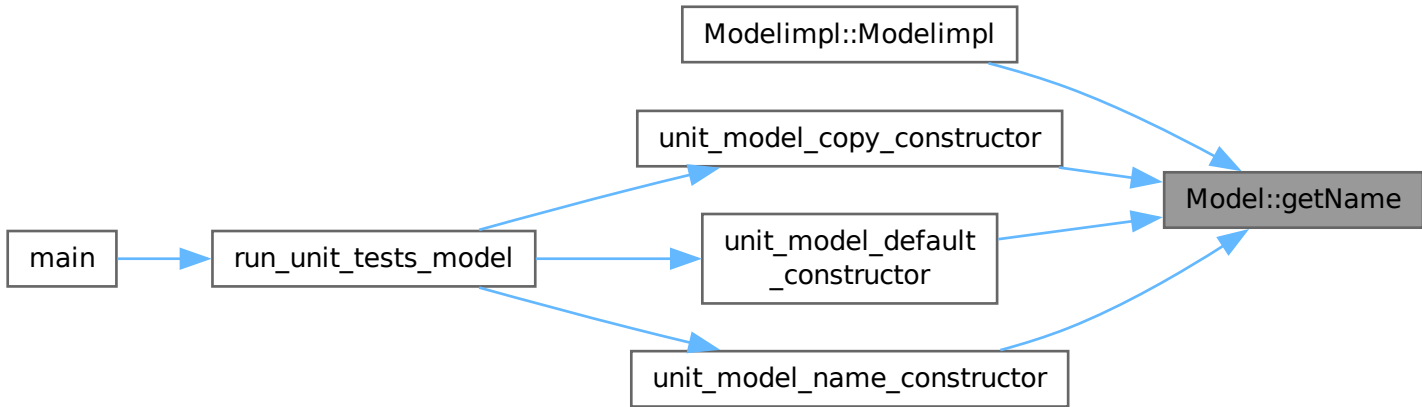 Modelimpl::Modelimpl
unit_model_copy_constructor
Model::getName
main
run_unit_tests_model
unit_model_default
_constructor
unit_model_name_constructor